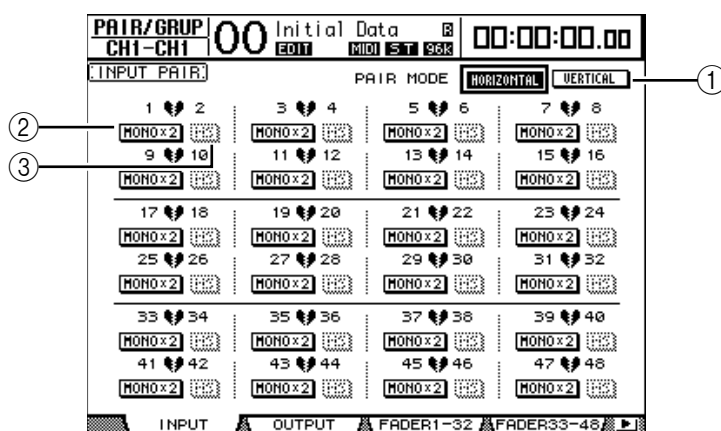 PAIR/GRUP
CH1-CH1
00
Initial Data R
EDIT MIDI ST 96K
00:00:00.00
INPUT PAIR
PAIR MODE HORIZONTAL VERTICAL
1
1 2 3 4 5 6 7 8
2
MONO×2 MONO×2 MONO×2 MONO×2
3
9 10 11 12 13 14 15 16
MONO×2 MONO×2 MONO×2 MONO×2
17 18 19 20 21 22 23 24
MONO×2 MONO×2 MONO×2 MONO×2
25 26 27 28 29 30 31 32
MONO×2 MONO×2 MONO×2 MONO×2
33 34 35 36 37 38 39 40
MONO×2 MONO×2 MONO×2 MONO×2
41 42 43 44 45 46 47 48
MONO×2 MONO×2 MONO×2 MONO×2
INPUT OUTPUT FADER1-32 FADER33-48